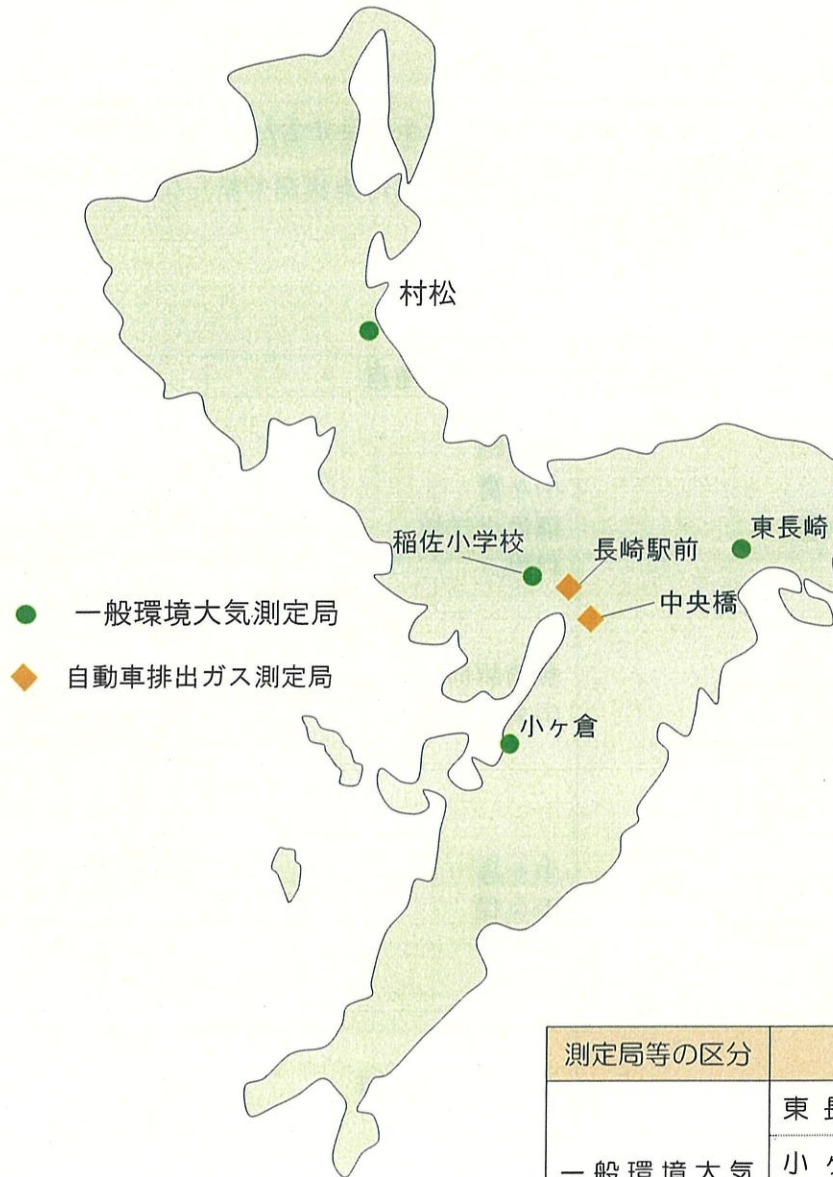 村松
稲佐小学校
長崎駅前
東長崎
中央橋
一般環境大気測定局
自動車排出ガス測定局
小ヶ倉
測定局等の区分
東長
小ヶ
一般環境大気